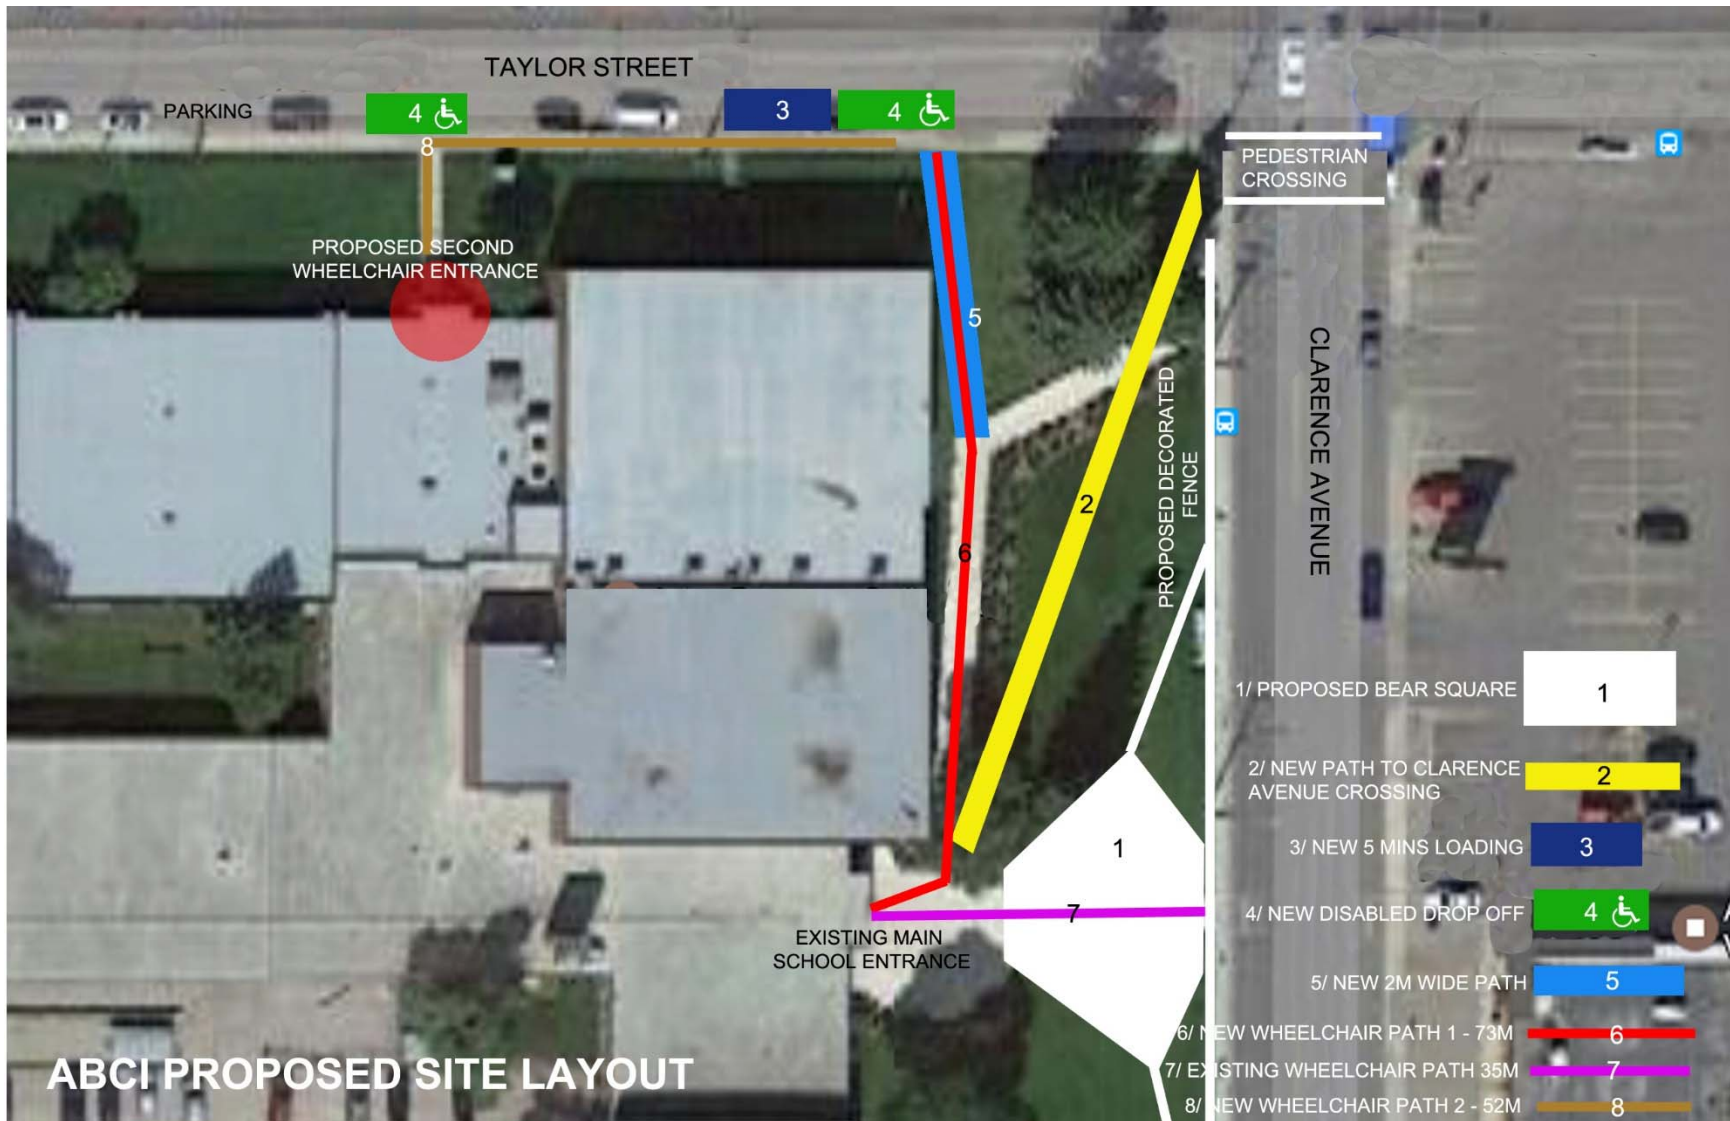 TAYLOR STREET
PARKING
4
3
4
8
PEDESTRIAN
CROSSING
PROPOSED SECOND
WHEELCHAIR ENTRANCE
5
CLARENCE AVENUE
PROPOSED DECORATED
FENCE
2
6
1/ PROPOSED BEAR SQUARE
1
2/ NEW PATH TO CLARENCE
AVENUE CROSSING
2
1
3/ NEW 5 MINS LOADING
3
7
4/ NEW DISABLED DROP OFF
4
EXISTING MAIN
SCHOOL ENTRANCE
5/ NEW 2M WIDE PATH
5
6/ NEW WHEELCHAIR PATH 1 - 73M
6
7/ EXISTING WHEELCHAIR PATH 35M
7
8/ NEW WHEELCHAIR PATH 2 - 52M
8
ABCI PROPOSED SITE LAYOUT